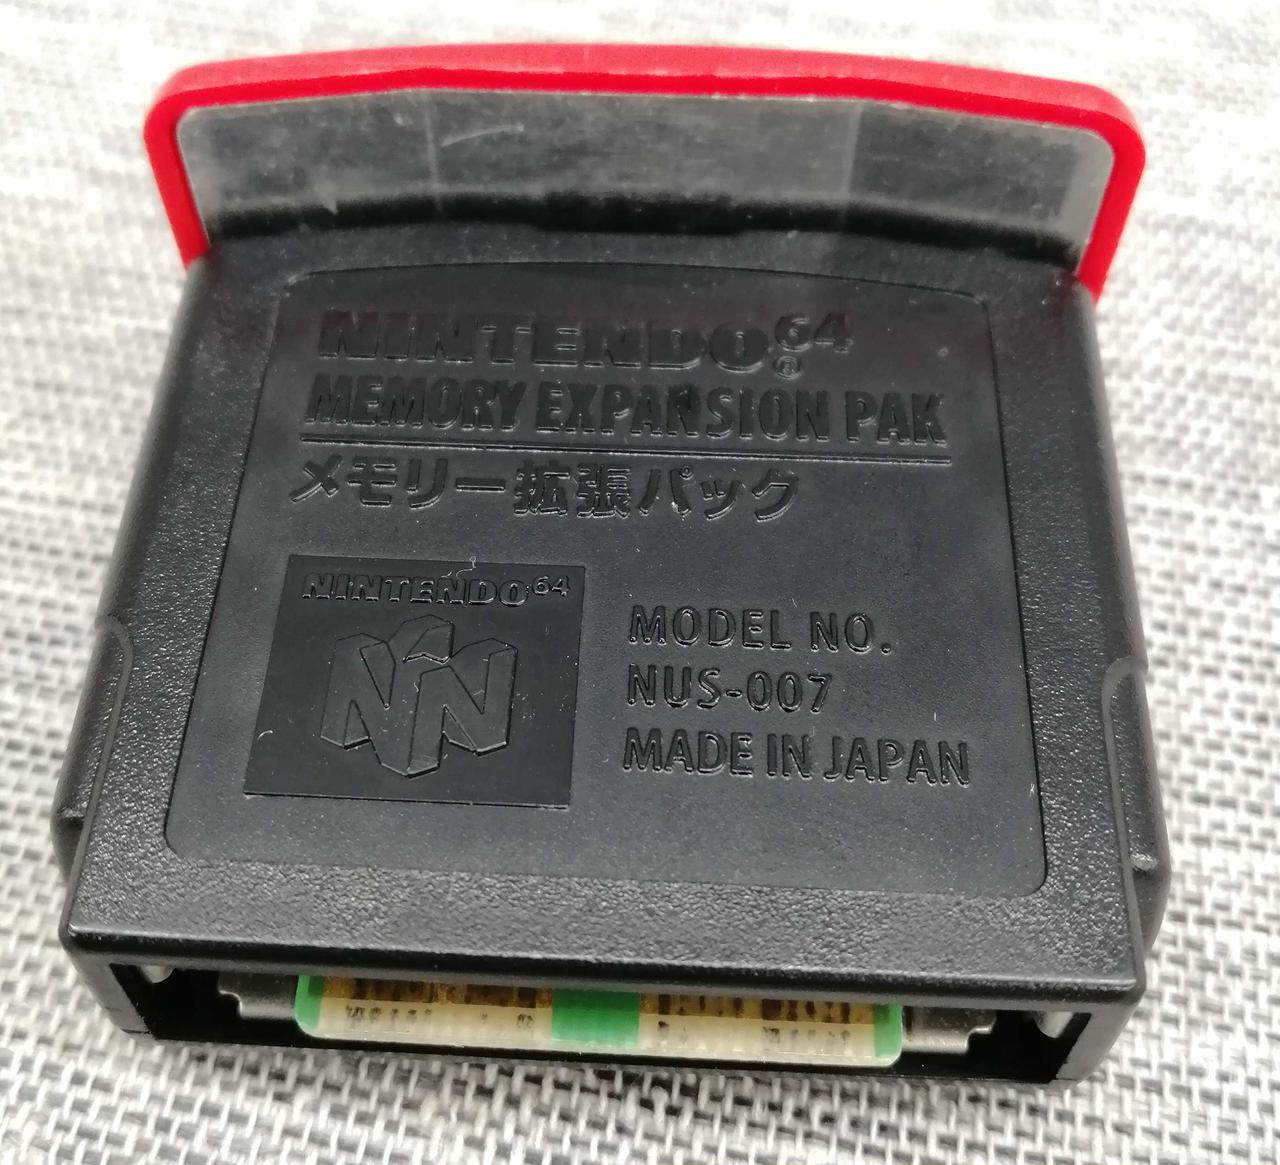 NINTENDO64®
MEMORY EXPANSION PAK
メモリー拡張パック
NINTENDO64
MODEL NO.
NUS-007
MADE IN JAPAN